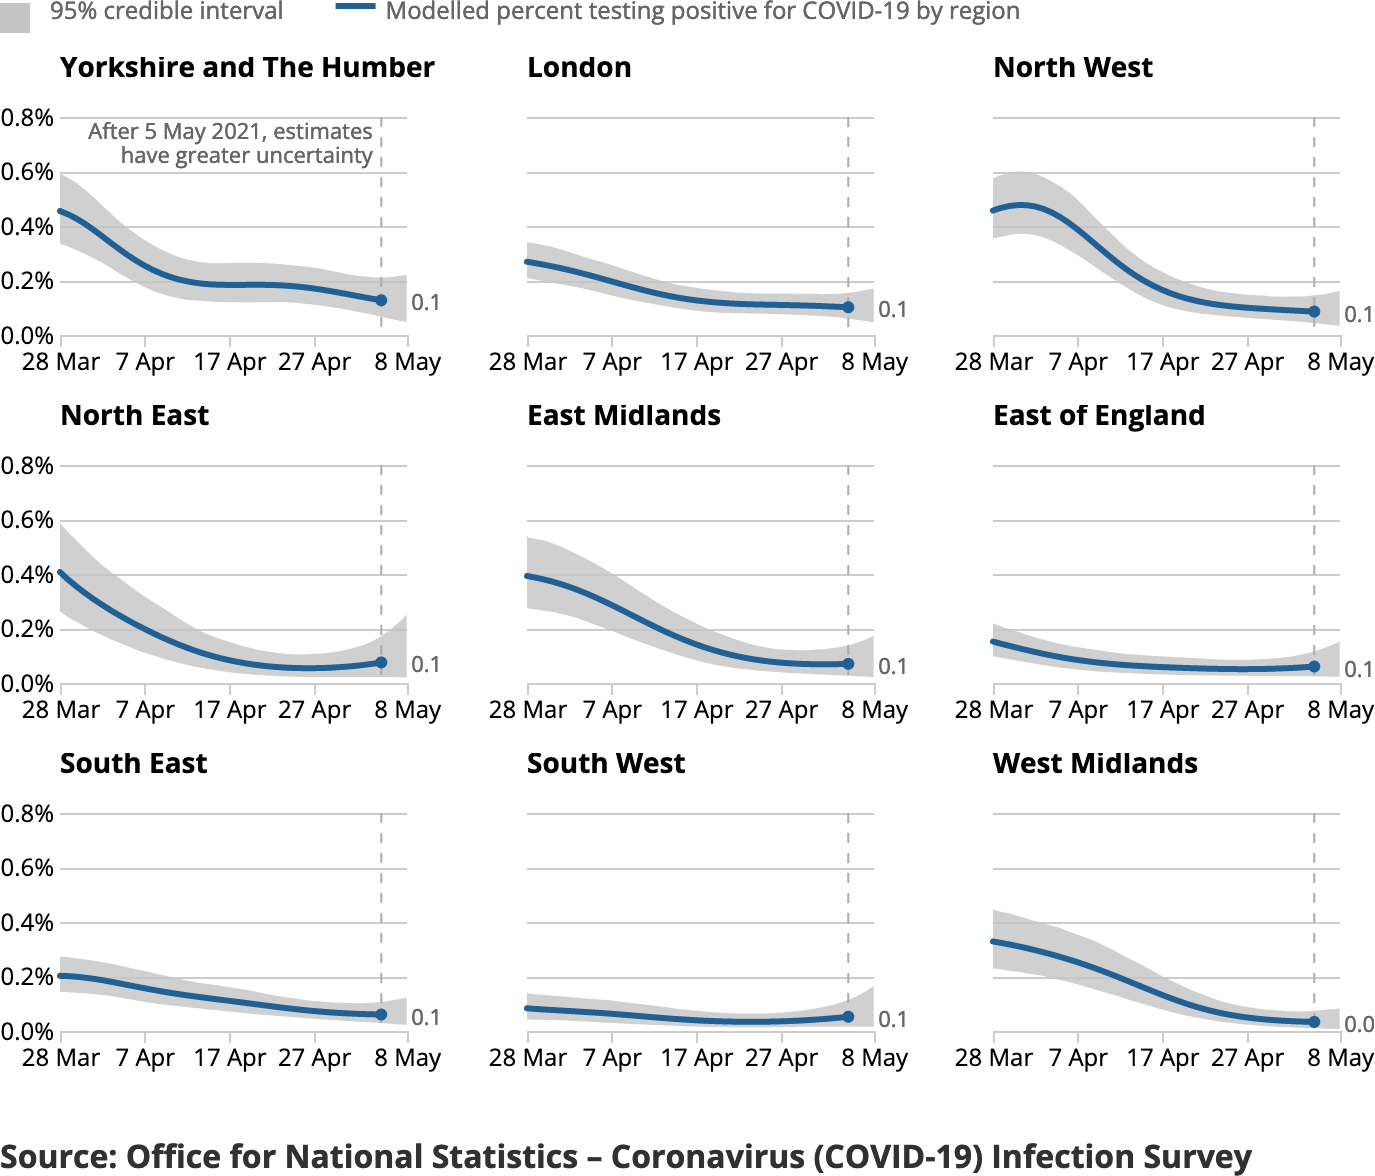 95% credible interval Modelled percent testing positive for COVID-19 by region
Yorkshire and The Humber London North West
0.8%
After 5 May 2021, estimates
have greater uncertainty
0.6%
0.4%
0.2%
0.1 0.1 0.1
0.0%
28 Mar 7 Apr 17 Apr 27 Apr 8 May 28 Mar 7 Apr 17 Apr 27 Apr 8 May 28 Mar 7 Apr 17 Apr 27 Apr 8 May
North East East Midlands East of England
0.8%
0.6%
0.4%
0.2%
0.1 0.1 0.1
0.0%
28 Mar 7 Apr 17 Apr 27 Apr 8 May 28 Mar 7 Apr 17 Apr 27 Apr 8 May 28 Mar 7 Apr 17 Apr 27 Apr 8 May
South East South West West Midlands
0.8%
0.6%
0.4%
0.2%
0.1 0.1 0.0
0.0%
28 Mar 7 Apr 17 Apr 27 Apr 8 May 28 Mar 7 Apr 17 Apr 27 Apr 8 May 28 Mar 7 Apr 17 Apr 27 Apr 8 May
Source: Office for National Statistics – Coronavirus (COVID-19) Infection Survey